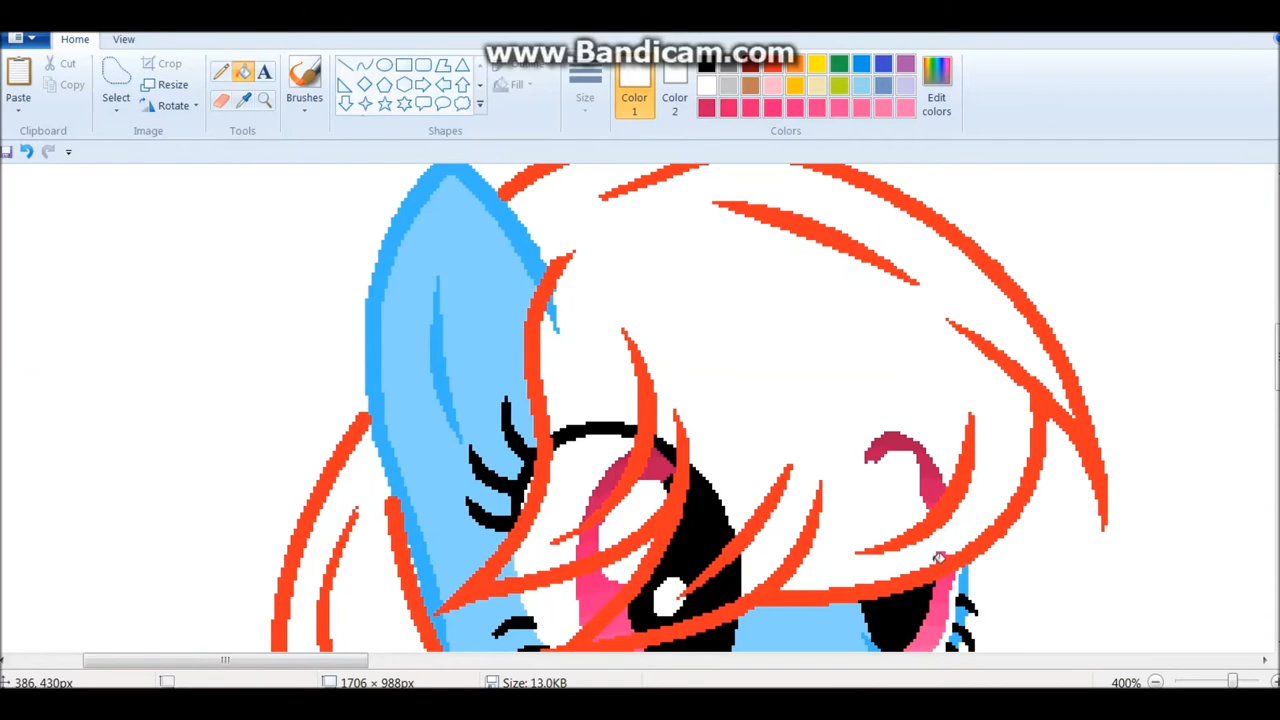 www.Bandicam.com
Home
View
Paste
Cut
Copy
Clipboard
Select
Crop
Resize
Rotate
Image
A
Tools
Brushes
Fill
Shapes
Size
Color
1
Color
2
Edit
colors
Colors
386, 430px
1706 × 988px
Size: 13.0KB
400%